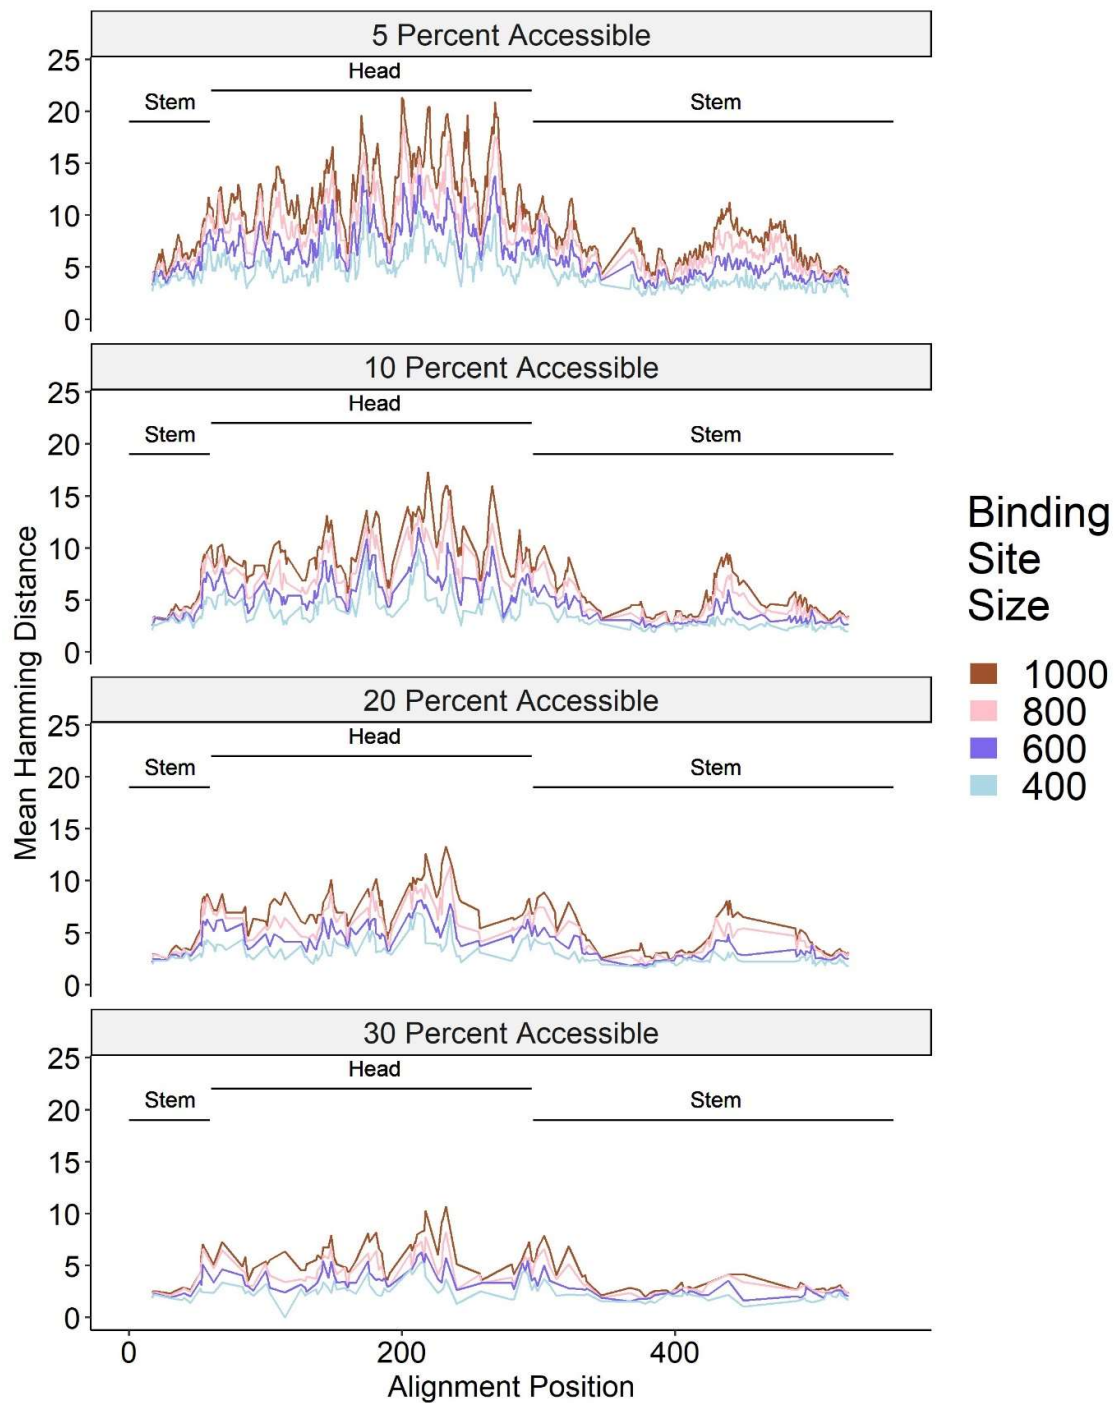 5 Percent Accessible
25
20
15
10
5
0
Head
Stem
Stem
10 Percent Accessible
25
20
15
10
5
0
Head
Stem
Stem
20 Percent Accessible
25
20
15
10
5
0
Head
Stem
Stem
30 Percent Accessible
25
20
15
10
5
0
Head
Stem
Stem
0
200
400
Alignment Position
Mean Hamming Distance
Binding
Site
Size
1000
800
600
400